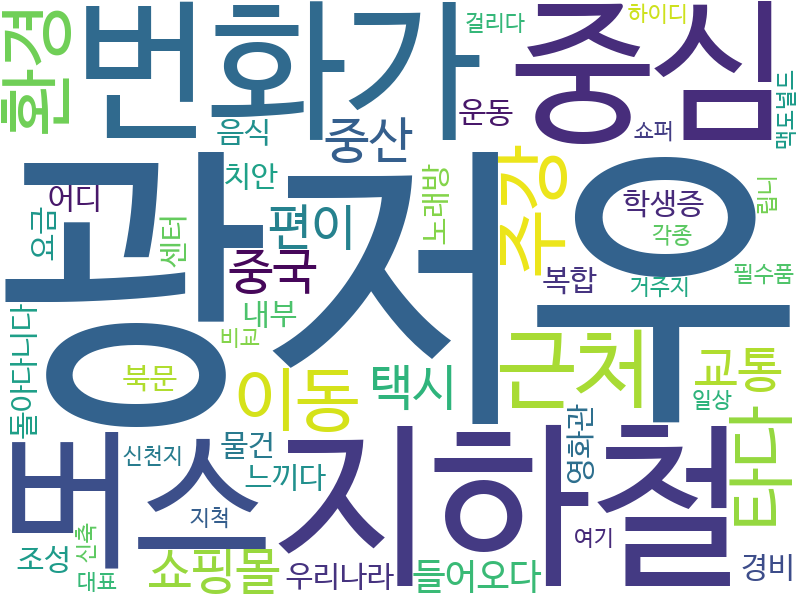 걸리다
하이디
번화가
중심
환경
운동
맥도널드
음식
중산
쇼퍼
치안
노래방
주강
광저우
어디
편이
학생증
립니
요금
센터
각종
중국
복합
필수품
거주지
내부
돌아다니다
비교
근처
교통
북문
이동
택시
일상
영화관
타다
버스
지하철
물건
신천지
느끼다
지척
신축
여기
조성
쇼핑몰
우리나라
들어오다
경비
대표